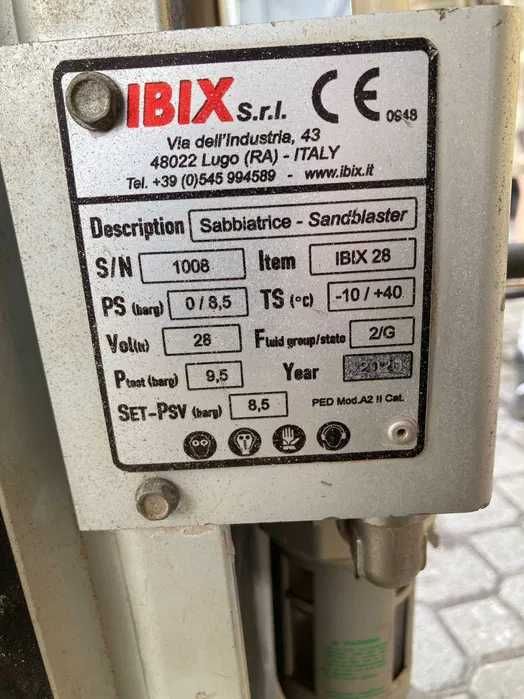 IBIX S.r.l. CE 0948
Via dell'Industria, 43
48022 Lugo (RA) - ITALY
Tel. +39 (0)545 994589 - www.ibix.it
Description Sabbiatrice - Sandblaster
S/N 1008 Item IBIX 28
PS (barg) 0 / 8,5 TS (°C) -10 / +40
Vol(lt) 28 Fluid group/state 2/G
Ptest (barg) 9,5 Year
SET-PSV (barg) 8,5 PED Mod.A2 II Cat.